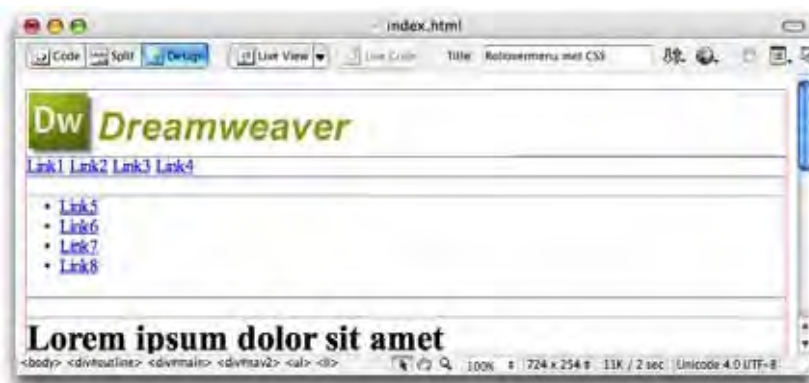 index.html
Code Split Design Live View Live Code Title: Rollovermenu met CSS
Dw Dreamweaver
Link1 Link2 Link3 Link4
• Link5
• Link6
• Link7
• Link8
Lorem ipsum dolor sit amet
<body> <div#outline> <div#main> <div#nav2> <ul> <li> 100% 724 x 254 11K / 2 sec Unicode 4.0 (UTF-8